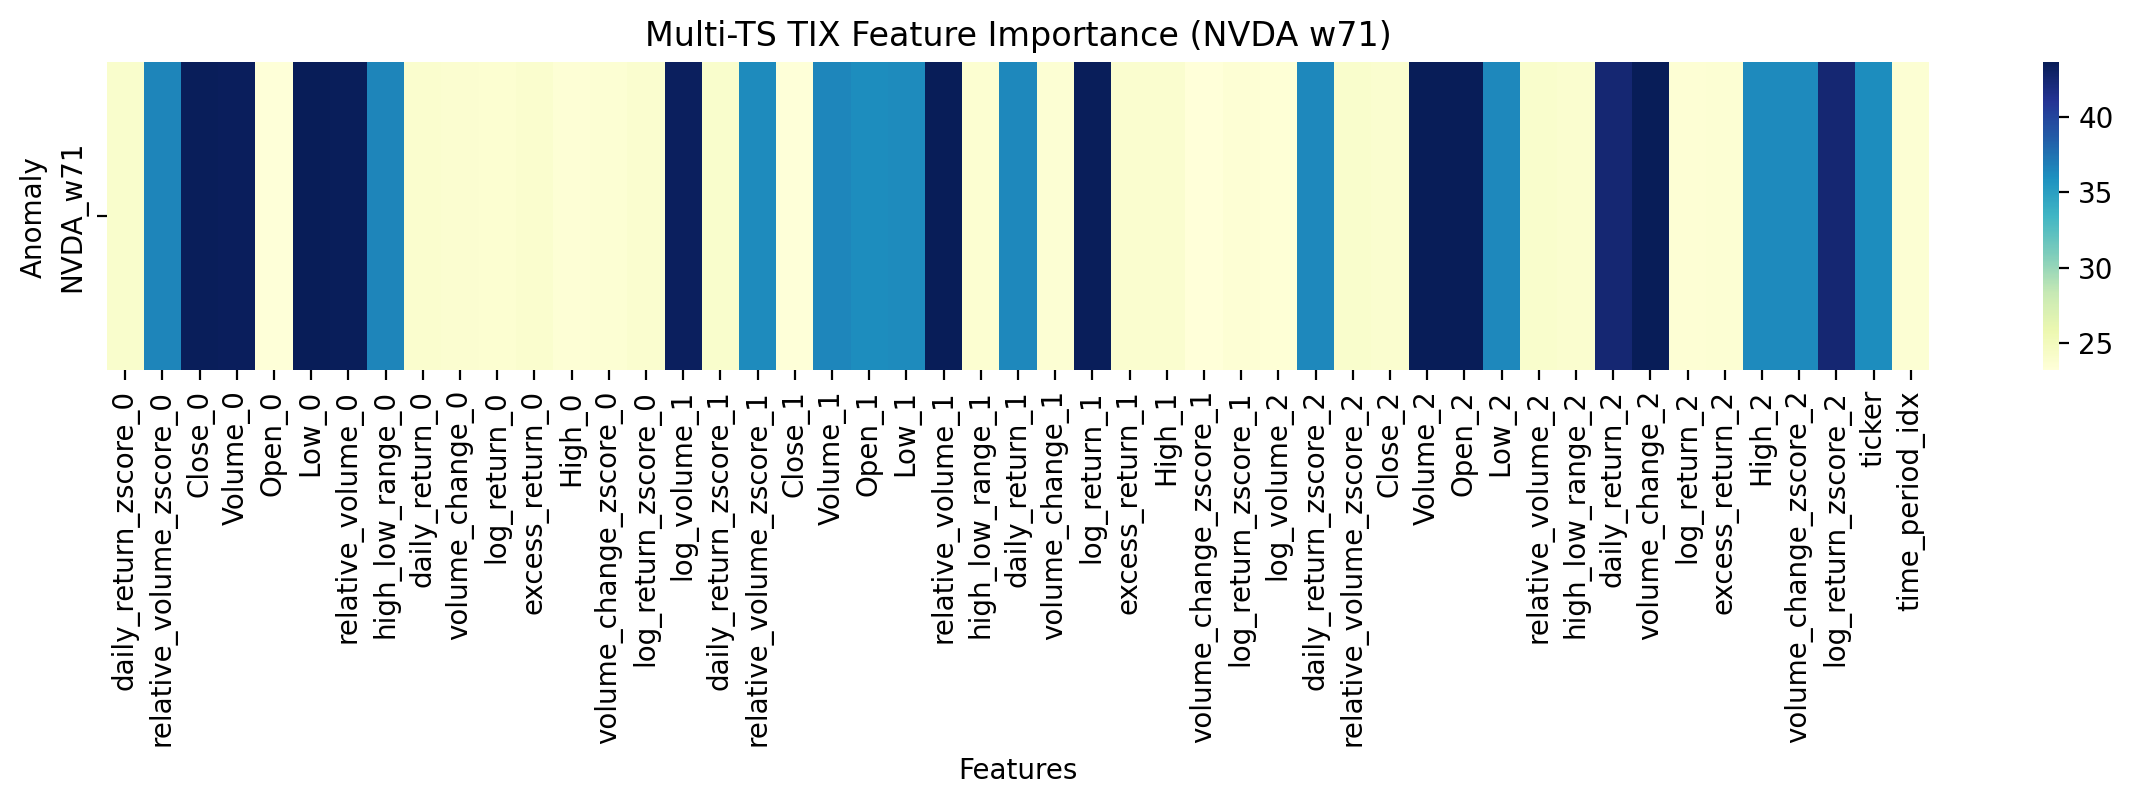 Multi-TS TIX Feature Importance (NVDA w71)
Anomaly
NVDA_w71
40
35
30
25
daily_return_zscore_0
relative_volume_zscore_0
Close_0
Volume_0
Open_0
Low_0
relative_volume_0
high_low_range_0
daily_return_0
volume_change_0
log_return_0
excess_return_0
High_0
volume_change_zscore_0
log_return_zscore_0
log_volume_1
daily_return_zscore_1
relative_volume_zscore_1
Close_1
Volume_1
Open_1
Low_1
relative_volume_1
high_low_range_1
daily_return_1
volume_change_1
log_return_1
excess_return_1
High_1
volume_change_zscore_1
log_return_zscore_1
log_volume_2
daily_return_zscore_2
relative_volume_zscore_2
Close_2
Volume_2
Open_2
Low_2
relative_volume_2
high_low_range_2
daily_return_2
volume_change_2
log_return_2
excess_return_2
High_2
volume_change_zscore_2
log_return_zscore_2
ticker
time_period_idx
Features